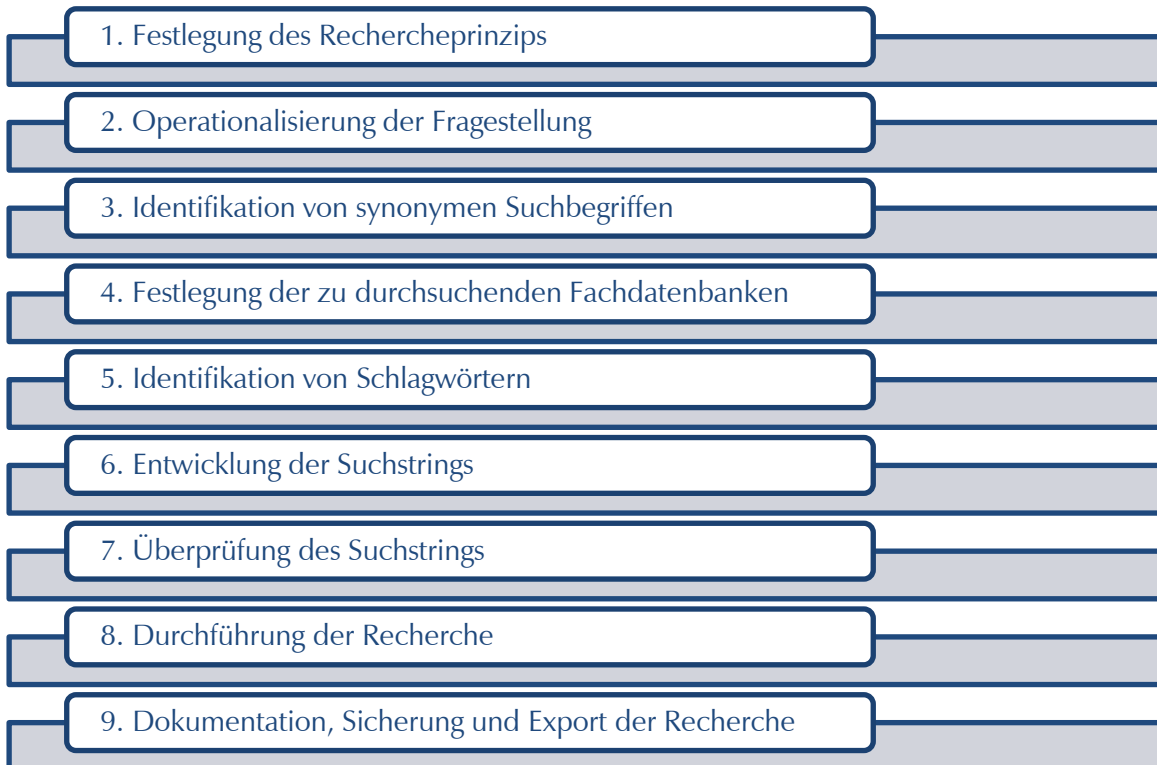 1. Festlegung des Rechercheprinzips
2. Operationalisierung der Fragestellung
3. Identifikation von synonymen Suchbegriffen
4. Festlegung der zu durchsuchenden Fachdatenbanken
5. Identifikation von Schlagwörtern
6. Entwicklung der Suchstrings
7. Überprüfung des Suchstrings
8. Durchführung der Recherche
9. Dokumentation, Sicherung und Export der Recherche